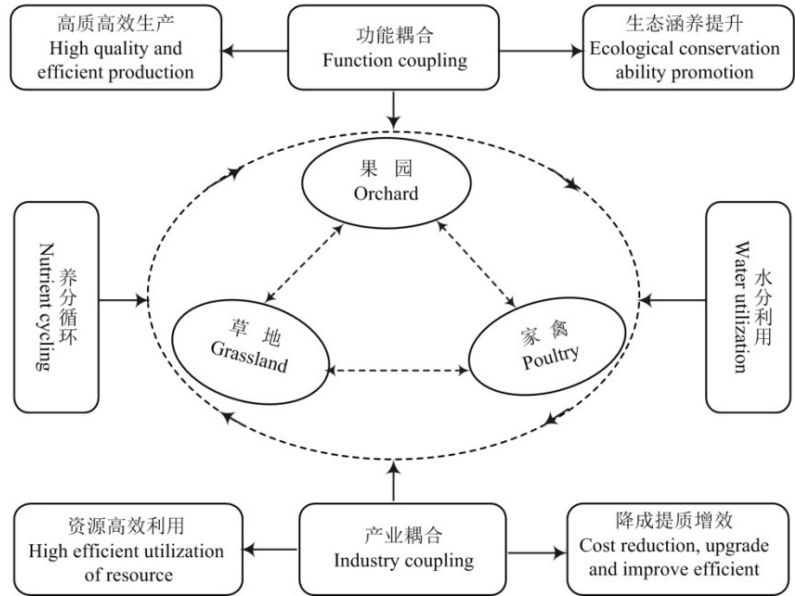 高质高效生产
High quality and
efficient production
功能耦合
Function coupling
生态涵养提升
Ecological conservation
ability promotion
果 园
Orchard
养分循环
Nutrient cycling
草 地
Grassland
家 禽
Poultry
水分利用
Water utilization
资源高效利用
High efficient utilization
of resource
产业耦合
Industry coupling
降成提质增效
Cost reduction, upgrade
and improve efficient